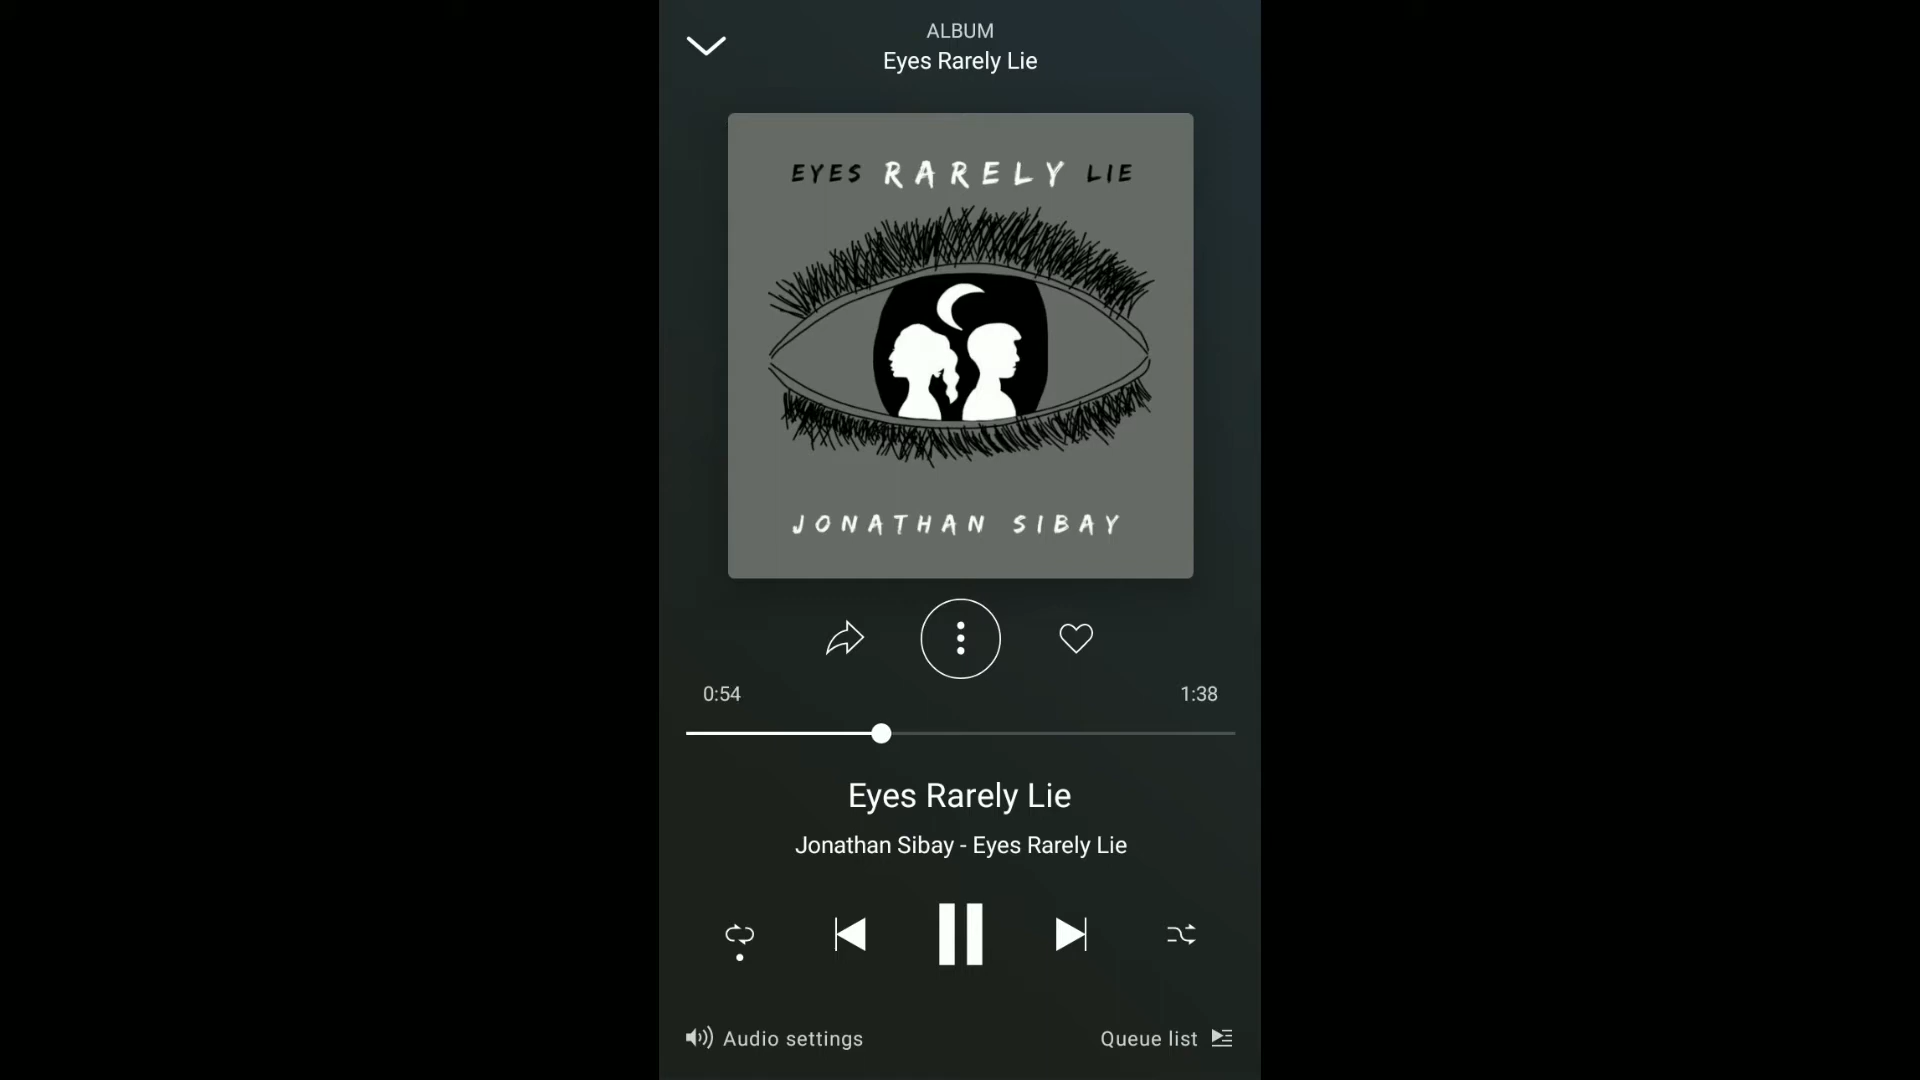 ALBUM
Eyes Rarely Lie
EYES RARELY LIE
JONATHAN SIBAY
0:54
1:38
Eyes Rarely Lie
Jonathan Sibay - Eyes Rarely Lie
Audio settings
Queue list